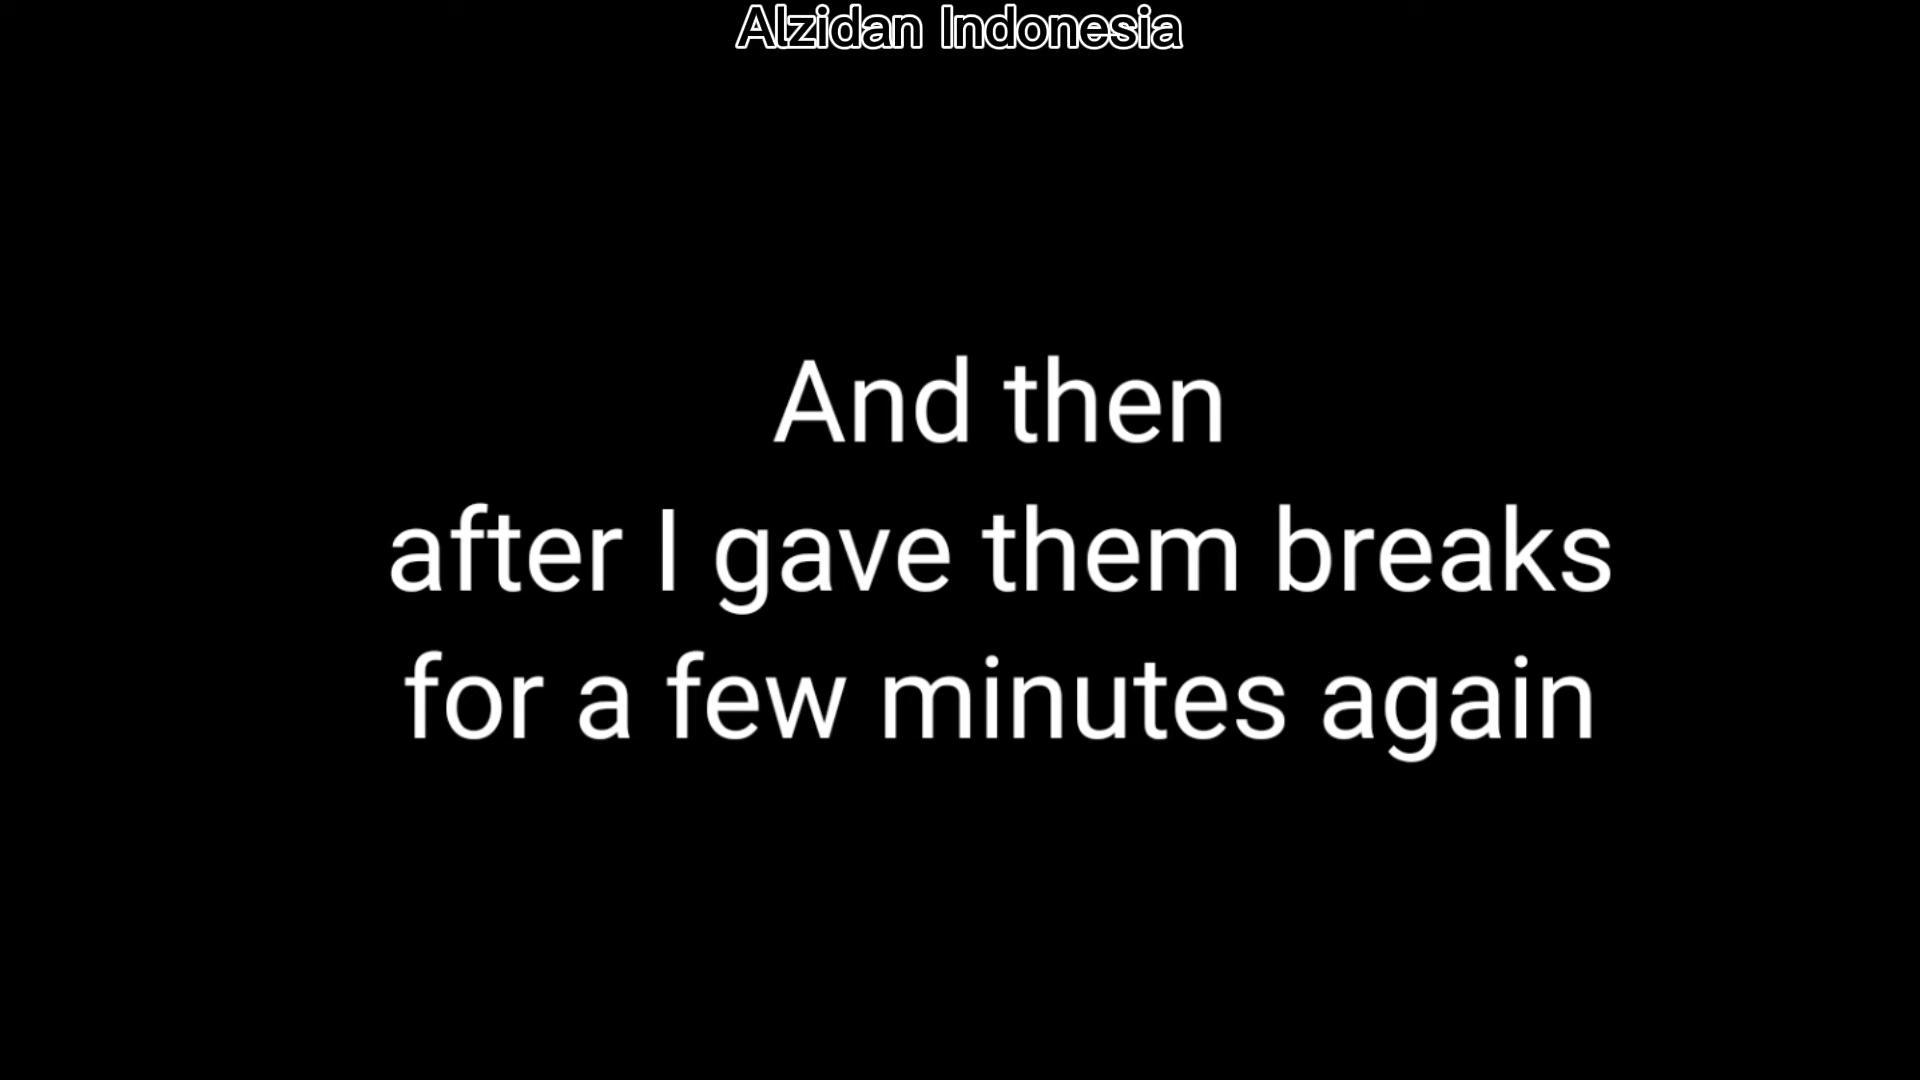 Alzidan Indonesia
And then
after I gave them breaks
for a few minutes again